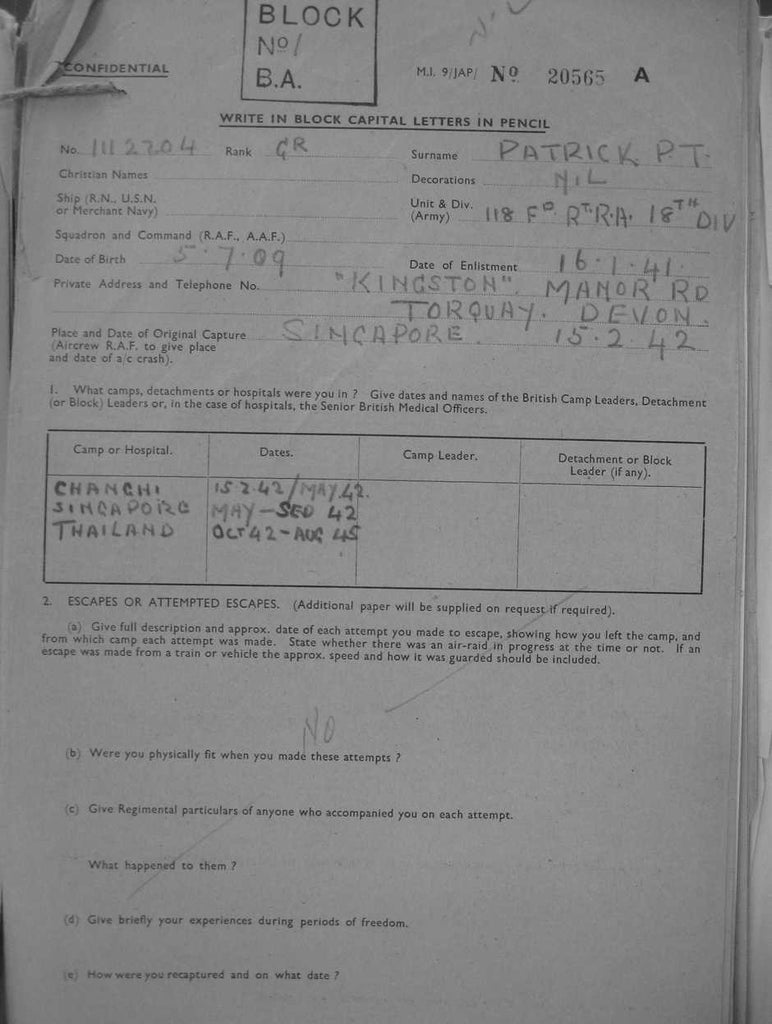 BLOCK
No/
B.A.
CONFIDENTIAL
M.I. 9/JAP/ No 20565 A
WRITE IN BLOCK CAPITAL LETTERS IN PENCIL
No. 1112204 Rank GR Surname PATRICK P.T.
Christian Names Decorations NIL
Ship (R.N., U.S.N. or Merchant Navy) Unit & Div. (Army) 118 FD RT. R.A. 18TH DIV
Squadron and Command (R.A.F., A.A.F.)
Date of Birth 5.7.09 Date of Enlistment 16.1.41.
Private Address and Telephone No. "KINGSTON". MANOR RD
TORQUAY. DEVON.
Place and Date of Original Capture SINGAPORE. 15.2.42
(Aircrew R.A.F. to give place
and date of a/c crash).
1. What camps, detachments or hospitals were you in ? Give dates and names of the British Camp Leaders, Detachment
(or Block) Leaders or, in the case of hospitals, the Senior British Medical Officers.
Camp or Hospital. Dates. Camp Leader. Detachment or Block Leader (if any).
CHANGHI 15.2.42/MAY 42.
SINGAPOIRE MAY-SEP 42
THAILAND OCT 42-AUG 45
2. ESCAPES OR ATTEMPTED ESCAPES. (Additional paper will be supplied on request if required).
(a) Give full description and approx. date of each attempt you made to escape, showing how you left the camp, and
from which camp each attempt was made. State whether there was an air-raid in progress at the time or not. If an
escape was made from a train or vehicle the approx. speed and how it was guarded should be included.
NO
(b) Were you physically fit when you made these attempts ?
(c) Give Regimental particulars of anyone who accompanied you on each attempt.
What happened to them ?
(d) Give briefly your experiences during periods of freedom.
(e) How were you recaptured and on what date ?